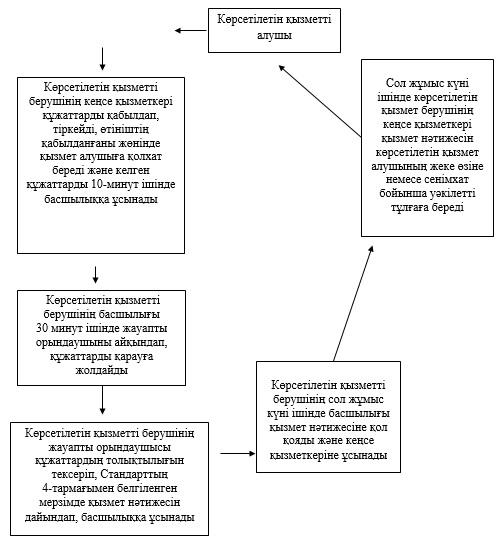 Көрсетілетін қызметті
алушы
Көрсетілетін қызметті
берушінің кеңсе қызметкері
құжаттарды қабылдап,
тіркейді, өтініштің
қабылданғаны жөнінде
қызмет алушыға қолхат
береді және келген
құжаттарды 10-минут ішінде
басшылыққа ұсынады
Көрсетілетін қызметті
берушінің басшылығы
30 минут ішінде жауапты
орындаушыны айқындап,
құжаттарды қарауға
жолдайды
Көрсетілетін қызметті берушінің
жауапты орындаушысы
құжаттардың толықтылығын
тексеріп, Стандарттың
4-тармағымен белгіленген
мерзімде қызмет нәтижесін
дайындап, басшылыққа ұсынады
Көрсетілетін қызметті
берушінің сол жұмыс
күні ішінде басшылығы
қызмет нәтижесіне қол
қояды және кеңсе
қызметкеріне ұсынады
Сол жұмыс күні
ішінде көрсетілетін
қызмет берушінің
кеңсе қызметкері
қызмет нәтижесін
көрсетілетін қызмет
алушының жеке өзіне
немесе сенімхат
бойынша уәкілетті
тұлғаға береді